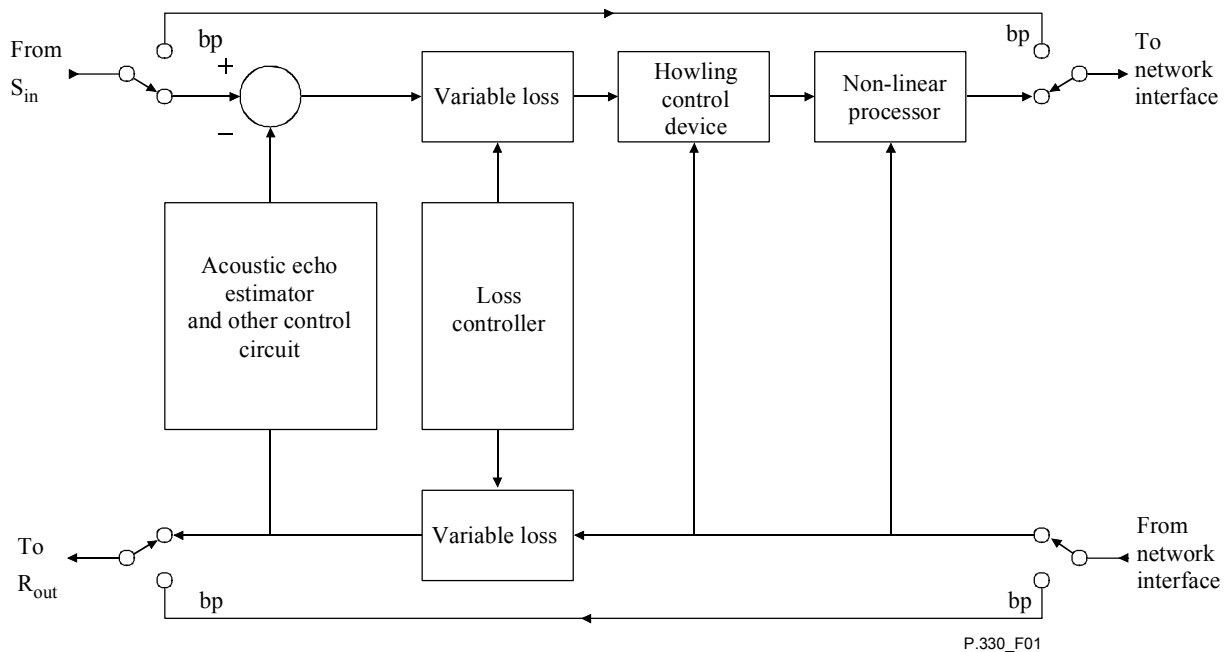 bp
bp
From
S_in
+
−
Variable loss
Howling
control
device
Non-linear
processor
To
network
interface
Acoustic echo
estimator
and other control
circuit
Loss
controller
Variable loss
To
R_out
From
network
interface
bp
bp
P.330_F01